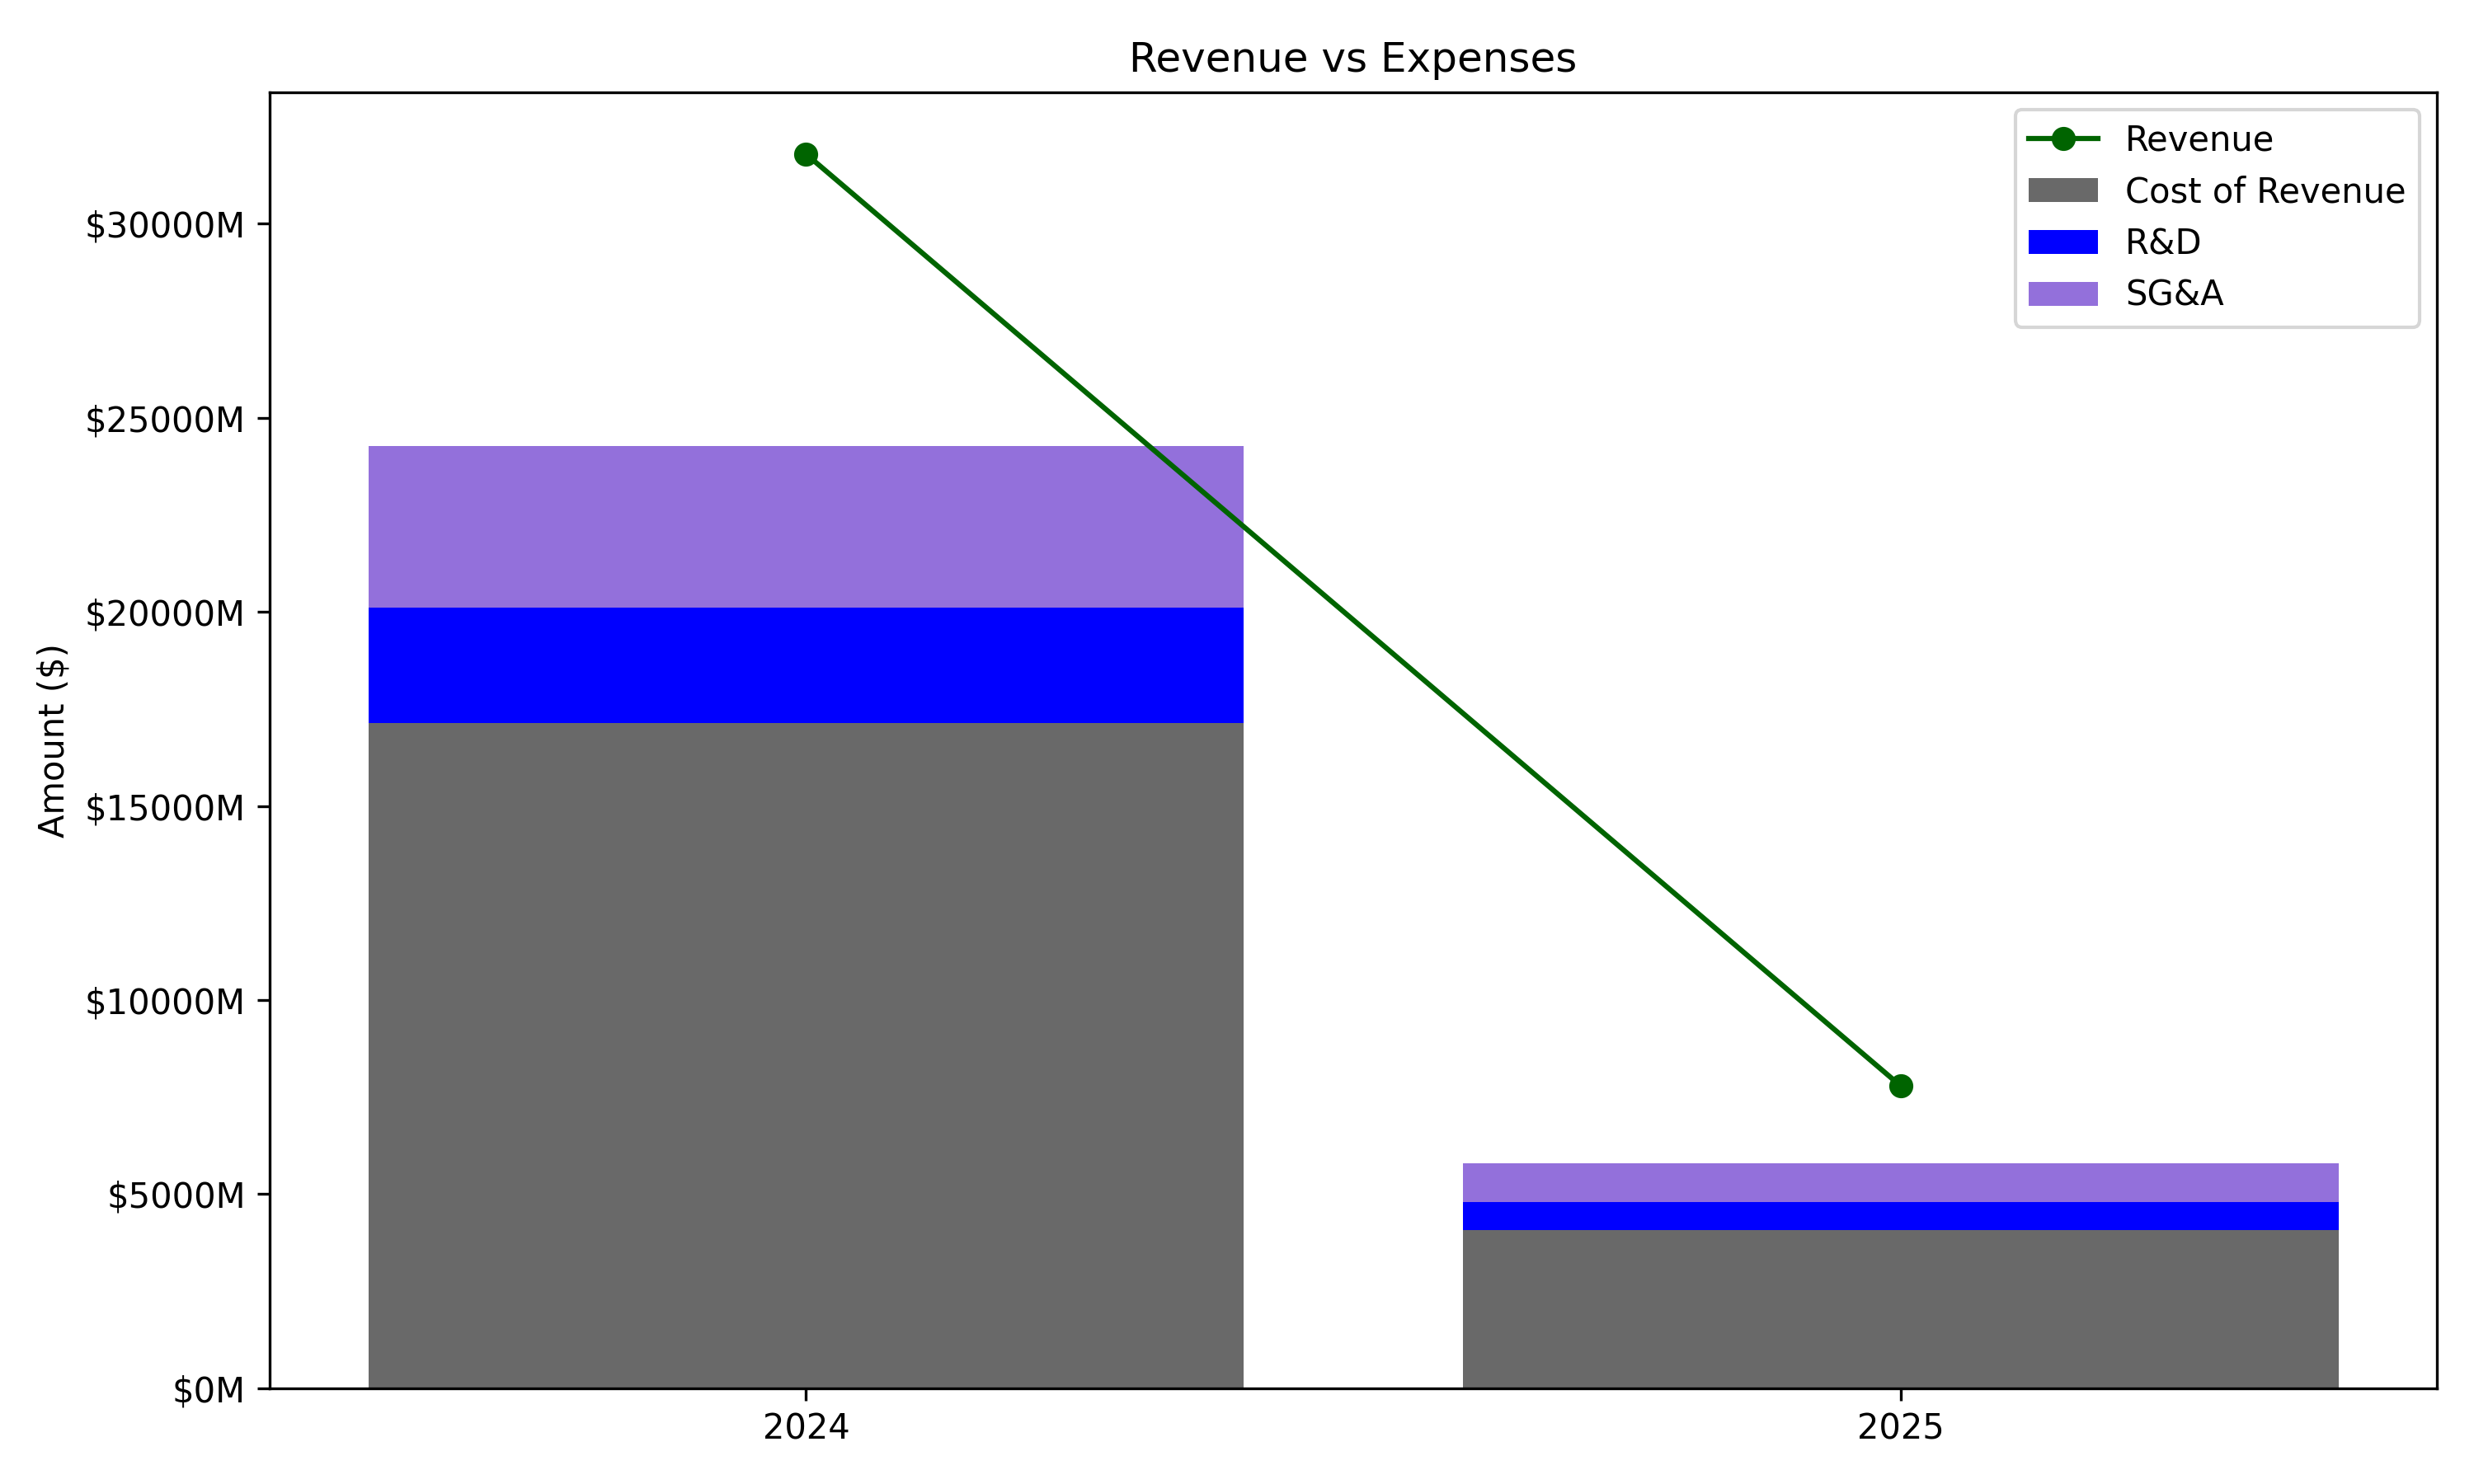 Revenue vs Expenses
Revenue
Cost of Revenue
R&D
SG&A
Amount ($)
$30000M
$25000M
$20000M
$15000M
$10000M
$5000M
$0M
2024
2025